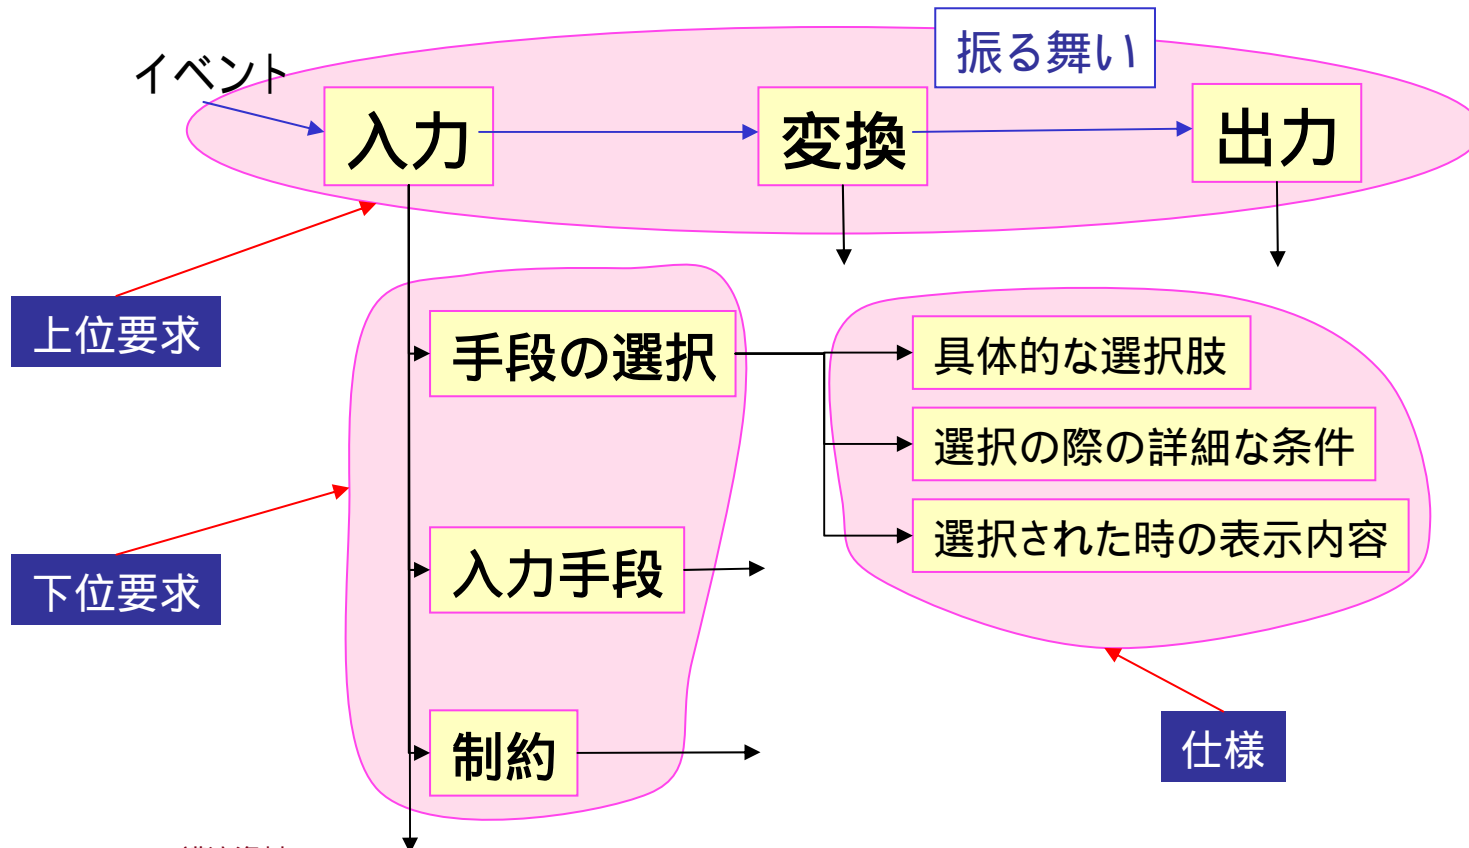 振る舞い
イベント
入力
変換
出力
上位要求
手段の選択
具体的な選択肢
選択の際の詳細な条件
選択された時の表示内容
下位要求
入力手段
制約
仕様